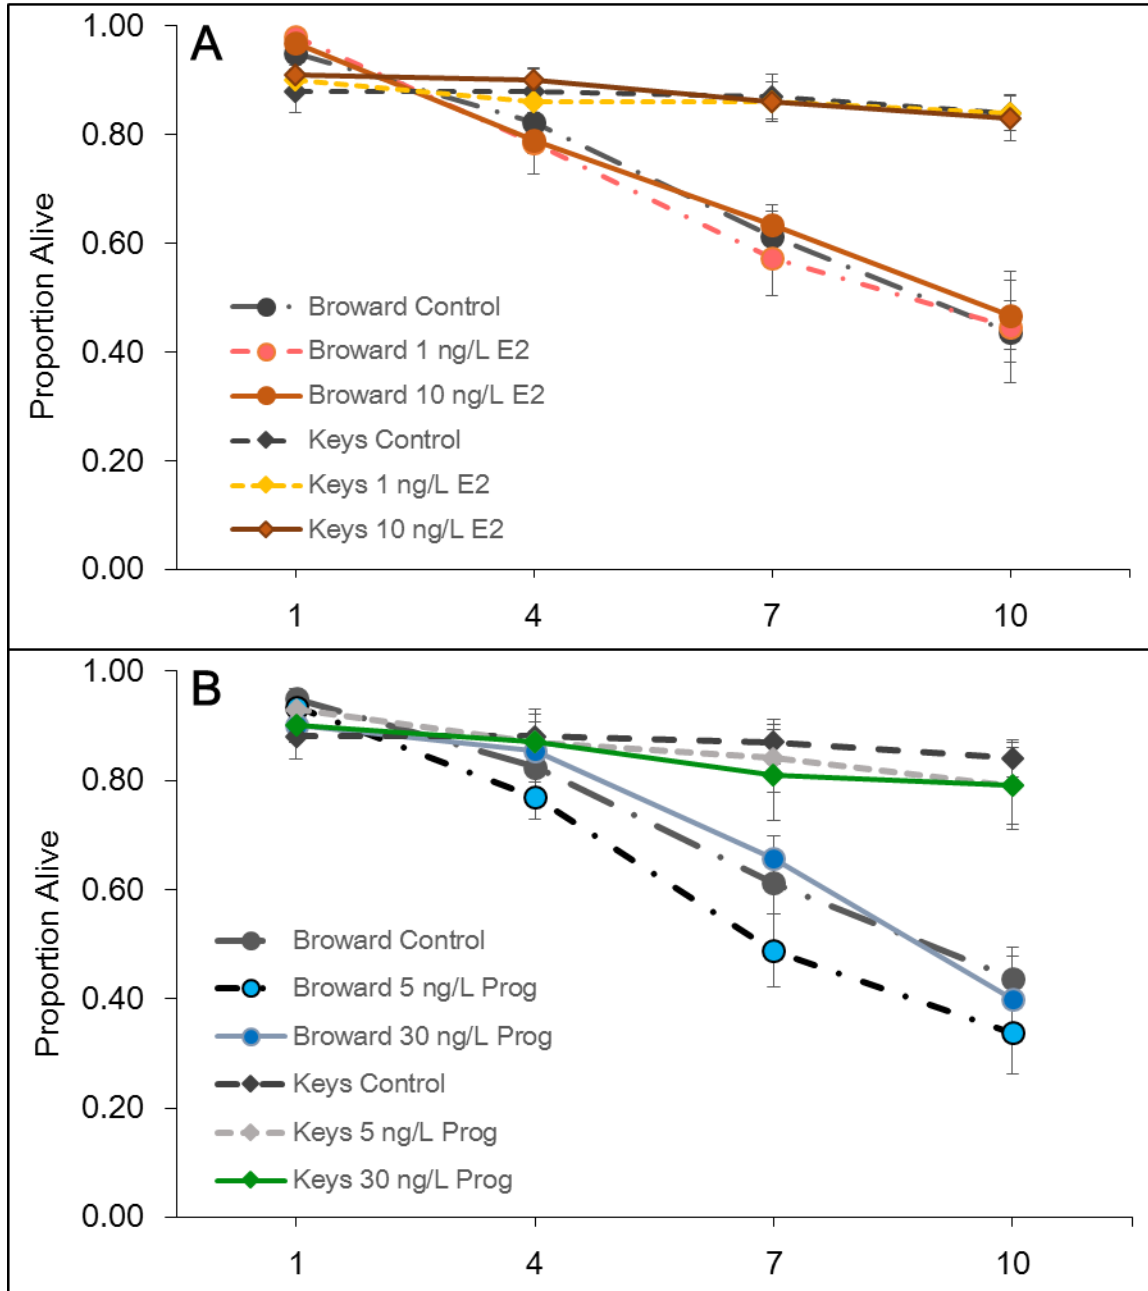 A
1.00
0.80
0.60
0.40
0.20
0.00
Proportion Alive
Broward Control
Broward 1 ng/L E2
Broward 10 ng/L E2
Keys Control
Keys 1 ng/L E2
Keys 10 ng/L E2
1 4 7 10
B
1.00
0.80
0.60
0.40
0.20
0.00
Proportion Alive
Broward Control
Broward 5 ng/L Prog
Broward 30 ng/L Prog
Keys Control
Keys 5 ng/L Prog
Keys 30 ng/L Prog
1 4 7 10